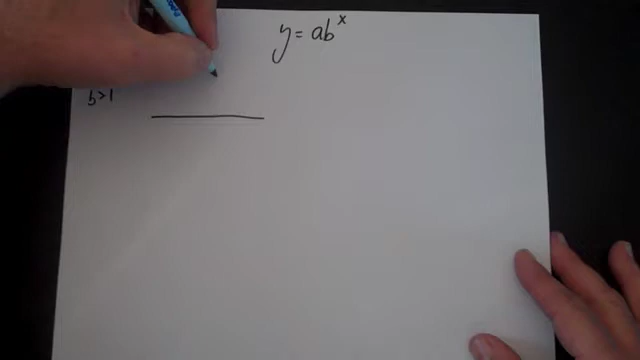 y = ab^x
b>1